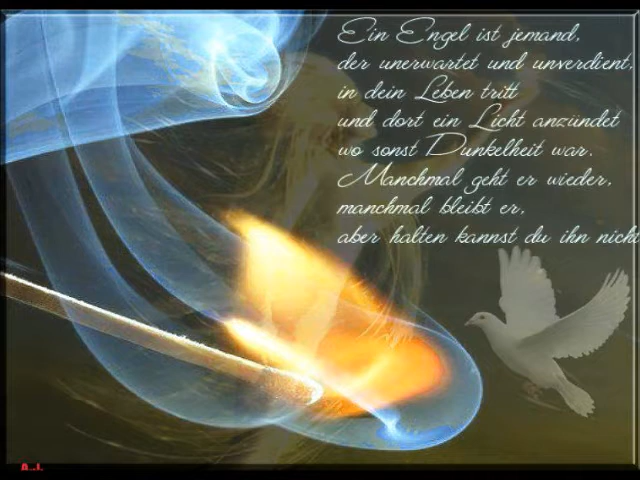 Ein Engel ist jemand,
der unerwartet und unverdient,
in dein Leben tritt
und dort ein Licht anzündet
wo sonst Dunkelheit war.
Manchmal geht er wieder,
manchmal bleibt er,
aber halten kannst du ihn nicht